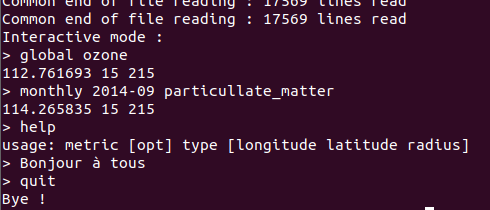 Common end of file reading : 17569 lines read
Common end of file reading : 17569 lines read
Interactive mode :
> global ozone
112.761693 15 215
> monthly 2014-09 particullate_matter
114.265835 15 215
> help
usage: metric [opt] type [longitude latitude radius]
> Bonjour à tous
> quit
Bye !